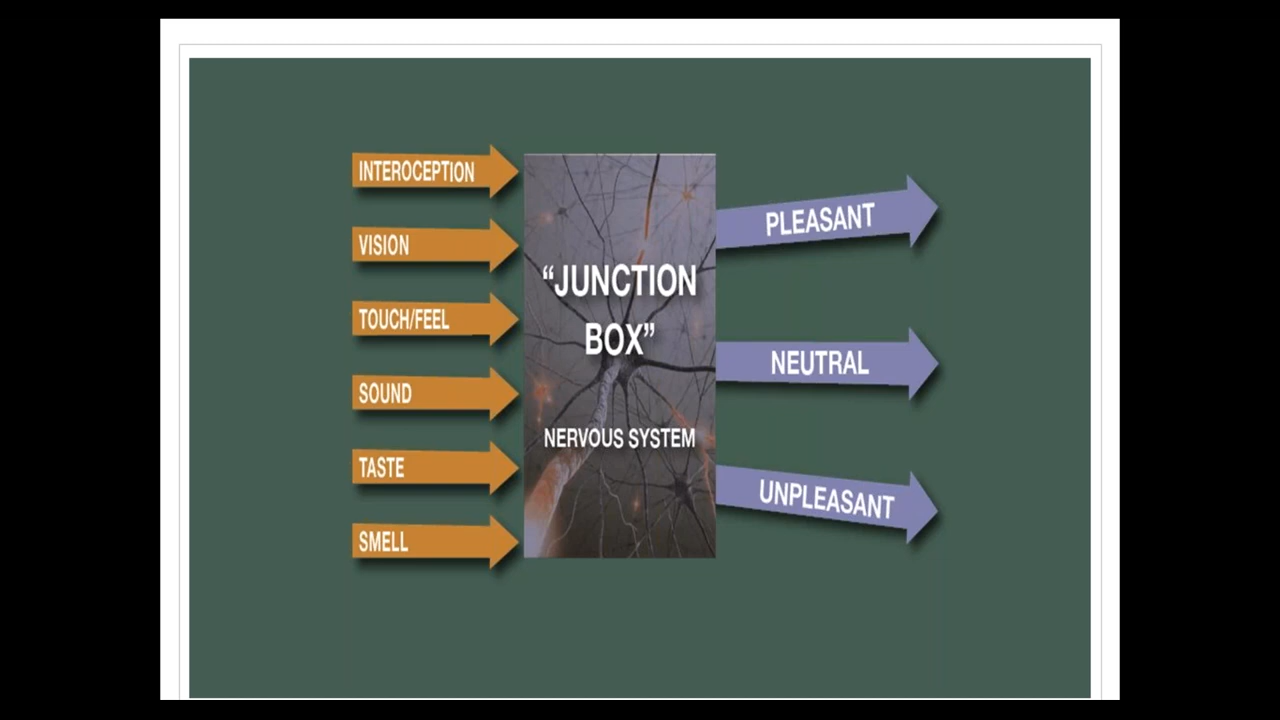 INTEROCEPTION
VISION
TOUCH/FEEL
SOUND
TASTE
SMELL
“JUNCTION
BOX”
NERVOUS SYSTEM
PLEASANT
NEUTRAL
UNPLEASANT